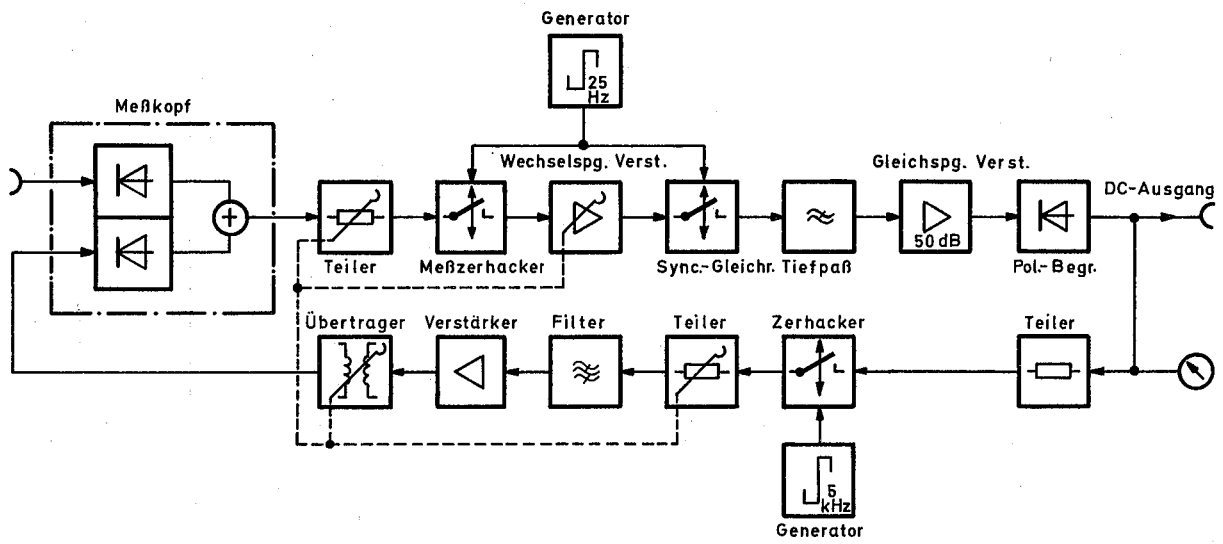 Generator
25
Hz
Meßkopf
Wechselspg. Verst.
Gleichspg. Verst.
DC-Ausgang
50 dB
Teiler
Meßzerhacker
Sync.-Gleichr.
Tiefpaß
Pol.-Begr.
Übertrager
Verstärker
Filter
Teiler
Zerhacker
Teiler
5
kHz
Generator